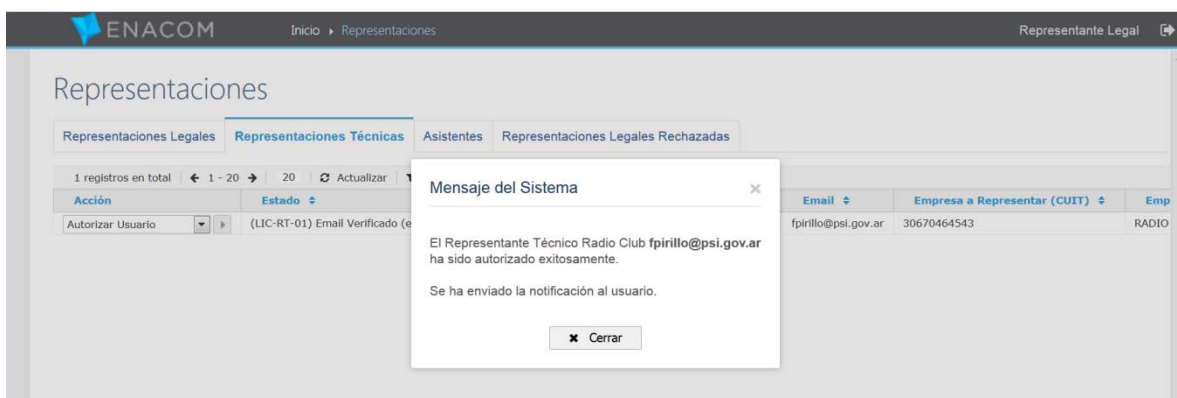 ENACOM Inicio Representaciones Representante Legal
Representaciones
Representaciones Legales Representaciones Técnicas Asistentes Representaciones Legales Rechazadas
1 registros en total 1 - 20 20 Actualizar
Mensaje del Sistema
Acción Estado Email Empresa a Representar (CUIT) Emp
Autorizar Usuario (LIC-RT-01) Email Verificado (e fpirillo@psi.gov.ar 30670464543 RADIO
El Representante Técnico Radio Club fpirillo@psi.gov.ar
ha sido autorizado exitosamente.
Se ha enviado la notificación al usuario.
Cerrar